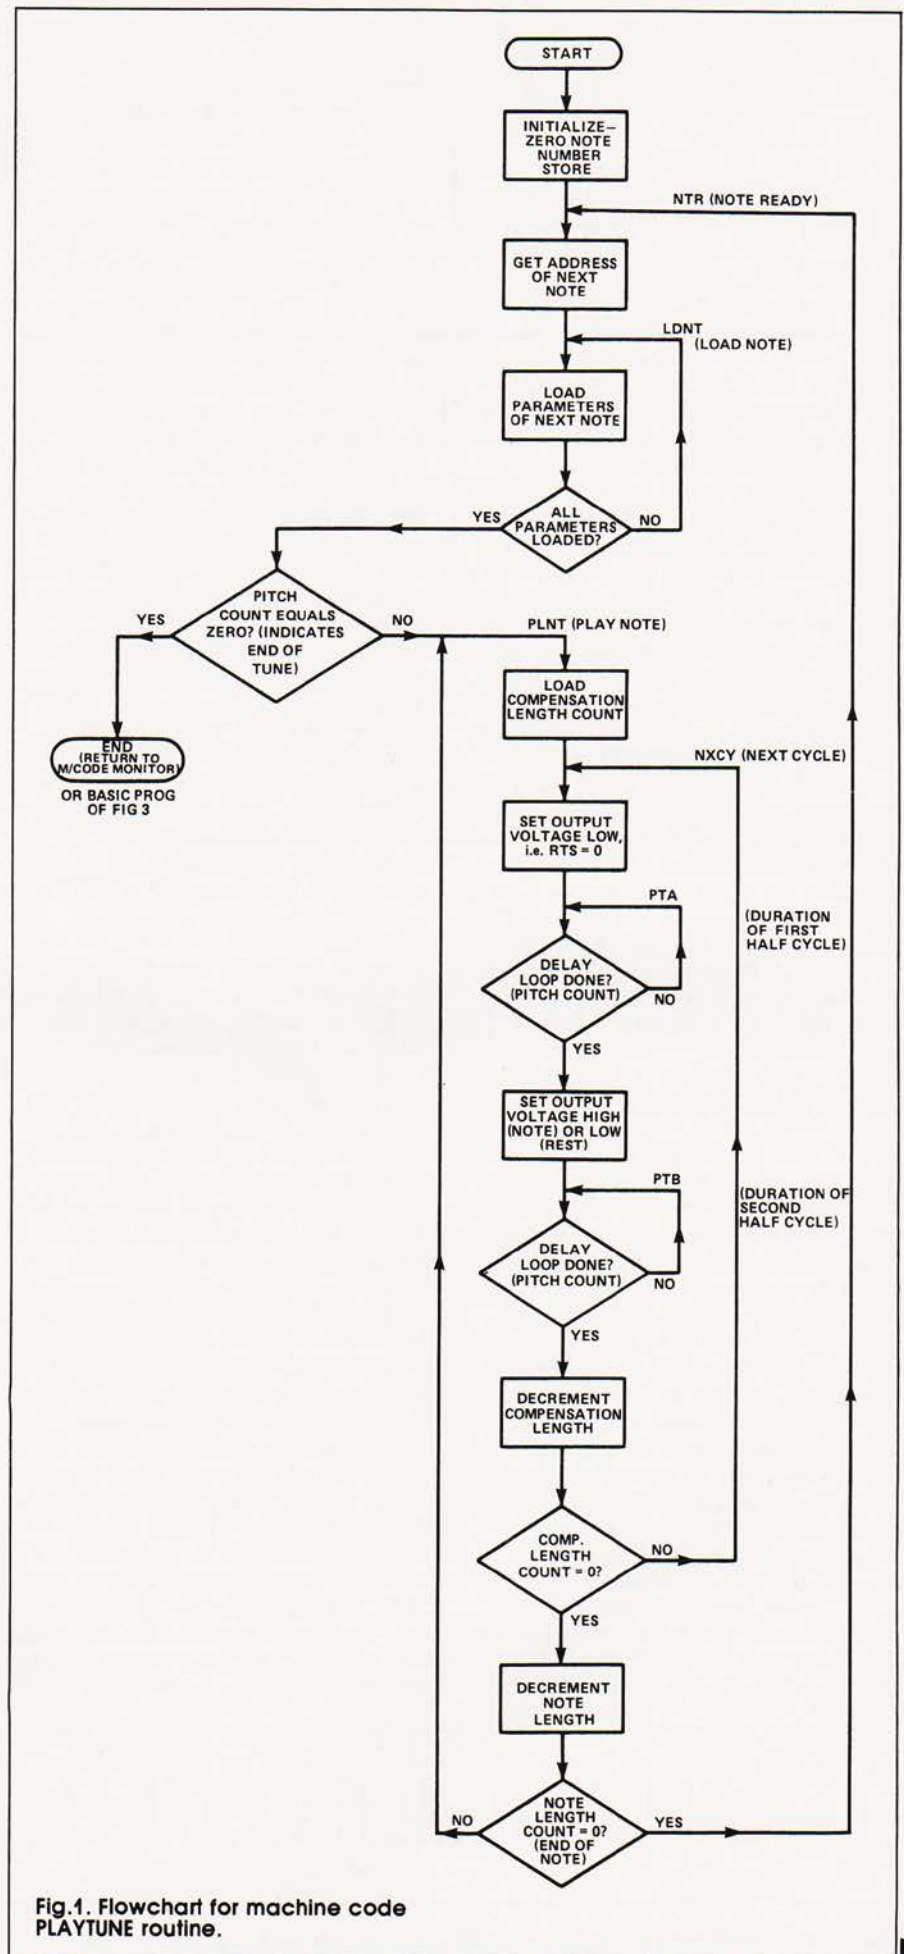 START
INITIALIZE—
ZERO NOTE
NUMBER
STORE
NTR (NOTE READY)
GET ADDRESS
OF NEXT
NOTE
LDNT
(LOAD NOTE)
LOAD
PARAMETERS
OF NEXT NOTE
ALL
PARAMETERS
LOADED?
YES
NO
PITCH
COUNT EQUALS
ZERO? (INDICATES
END OF
TUNE)
YES
NO
END
(RETURN TO
M/CODE MONITOR)
OR BASIC PROG
OF FIG 3
PLNT (PLAY NOTE)
LOAD
COMPENSATION
LENGTH COUNT
NXCY (NEXT CYCLE)
SET OUTPUT
VOLTAGE LOW,
i.e. RTS = 0
PTA
(DURATION
OF FIRST
HALF CYCLE)
DELAY
LOOP DONE?
(PITCH COUNT)
NO
YES
SET OUTPUT
VOLTAGE HIGH
(NOTE) OR LOW
(REST)
PTB
(DURATION OF
SECOND
HALF CYCLE)
DELAY
LOOP DONE?
(PITCH COUNT)
NO
YES
DECREMENT
COMPENSATION
LENGTH
COMP.
LENGTH
COUNT = 0?
NO
YES
DECREMENT
NOTE
LENGTH
NOTE
LENGTH
COUNT = 0?
(END OF
NOTE)
NO
YES
Fig.1. Flowchart for machine code
PLAYTUNE routine.